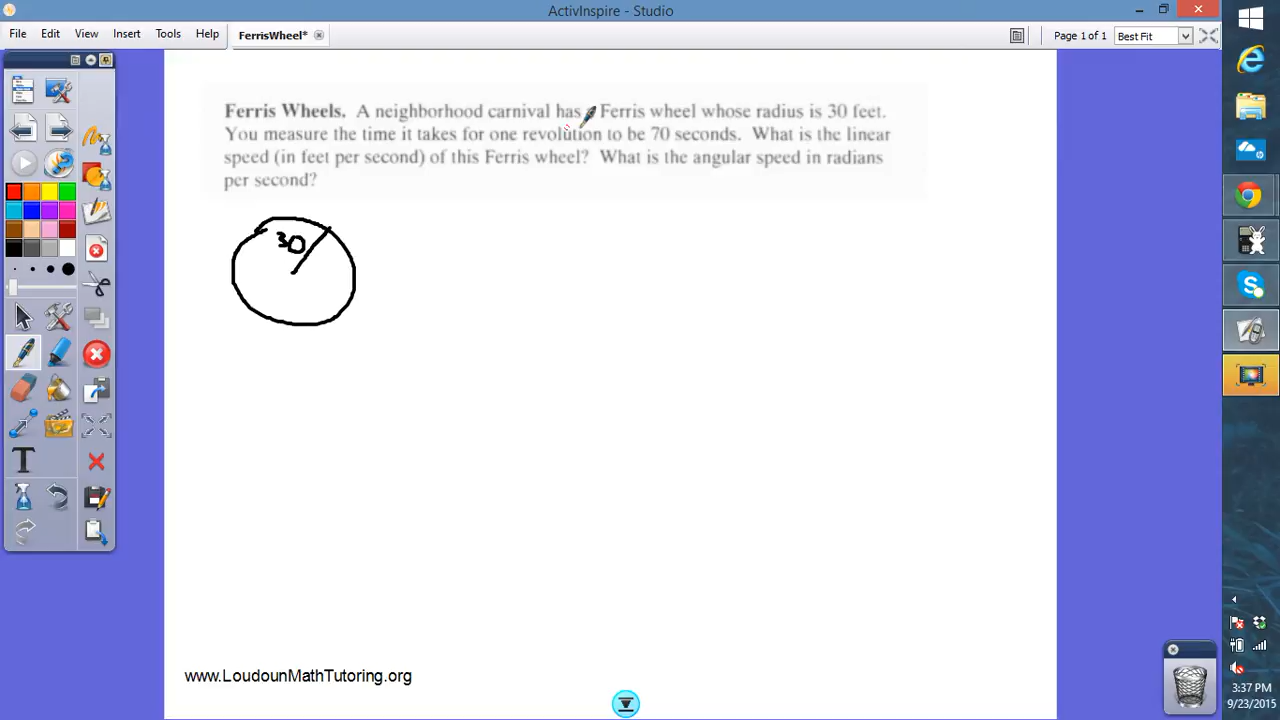 ActivInspire - Studio
File Edit View Insert Tools Help
FerrisWheel*
Page 1 of 1 Best Fit
Ferris Wheels. A neighborhood carnival has Ferris wheel whose radius is 30 feet.
You measure the time it takes for one revolution to be 70 seconds. What is the linear
speed (in feet per second) of this Ferris wheel? What is the angular speed in radians
per second?
30
T
www.LoudounMathTutoring.org
3:37 PM
9/23/2015